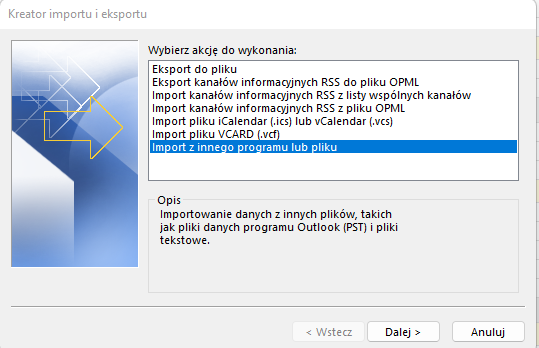 Kreator importu i eksportu
Wybierz akcję do wykonania:
Eksport do pliku
Eksport kanałów informacyjnych RSS do pliku OPML
Import kanałów informacyjnych RSS z listy wspólnych kanałów
Import kanałów informacyjnych RSS z pliku OPML
Import pliku iCalendar (.ics) lub vCalendar (.vcs)
Import pliku VCARD (.vcf)
Import z innego programu lub pliku
Opis
Importowanie danych z innych plików, takich
jak pliki danych programu Outlook (PST) i pliki
tekstowe.
< Wstecz
Dalej >
Anuluj